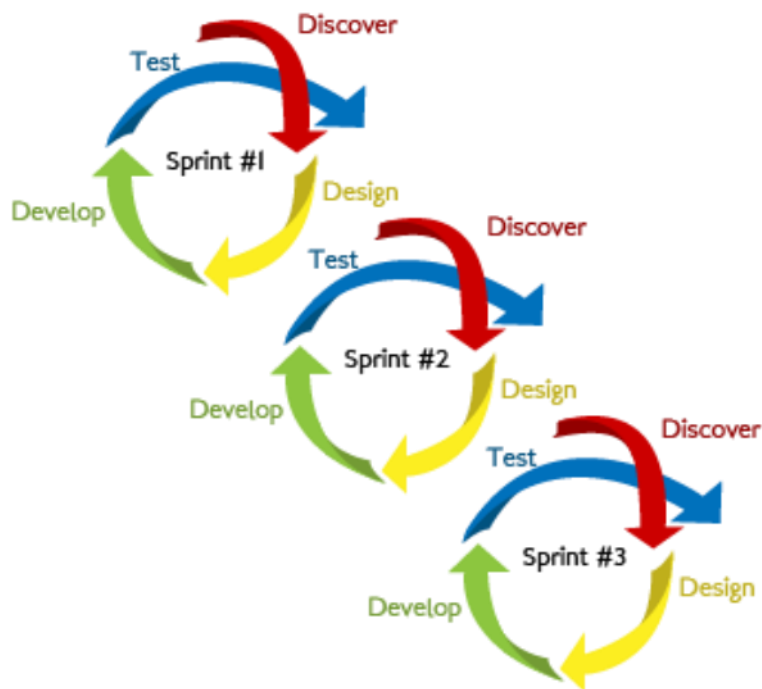 Discover
Test
Sprint #1
Design
Develop
Discover
Test
Sprint #2
Design
Develop
Discover
Test
Sprint #3
Design
Develop